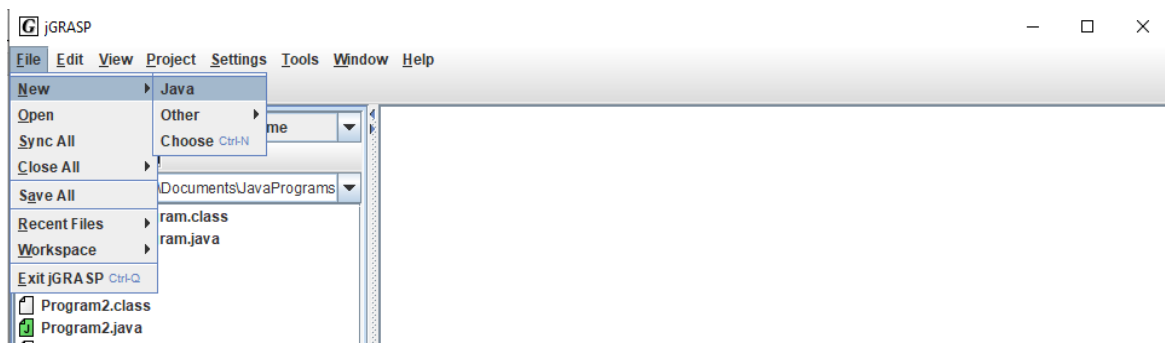 G jGRASP
File Edit View Project Settings Tools Window Help
New Java
Open Other
me
Sync All Choose Ctrl-N
Close All
Save All \Documents\JavaPrograms
Recent Files ram.class
Workspace ram.java
Exit jGRASP Ctrl-Q
Program2.class
Program2.java